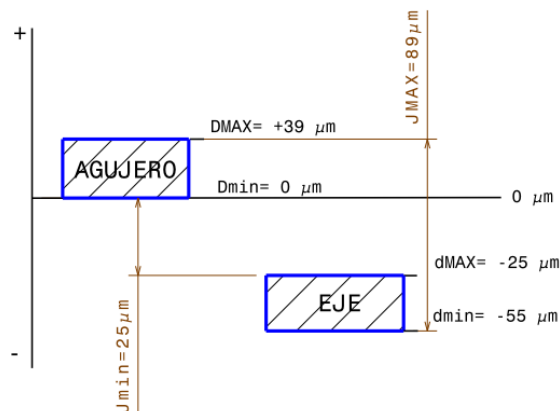 +
JMAX=89µm
DMAX= +39 µm
AGUJERO
Dmin= 0 µm
0 µm
dMAX= -25 µm
EJE
dmin= -55 µm
Jmin=25µm
-